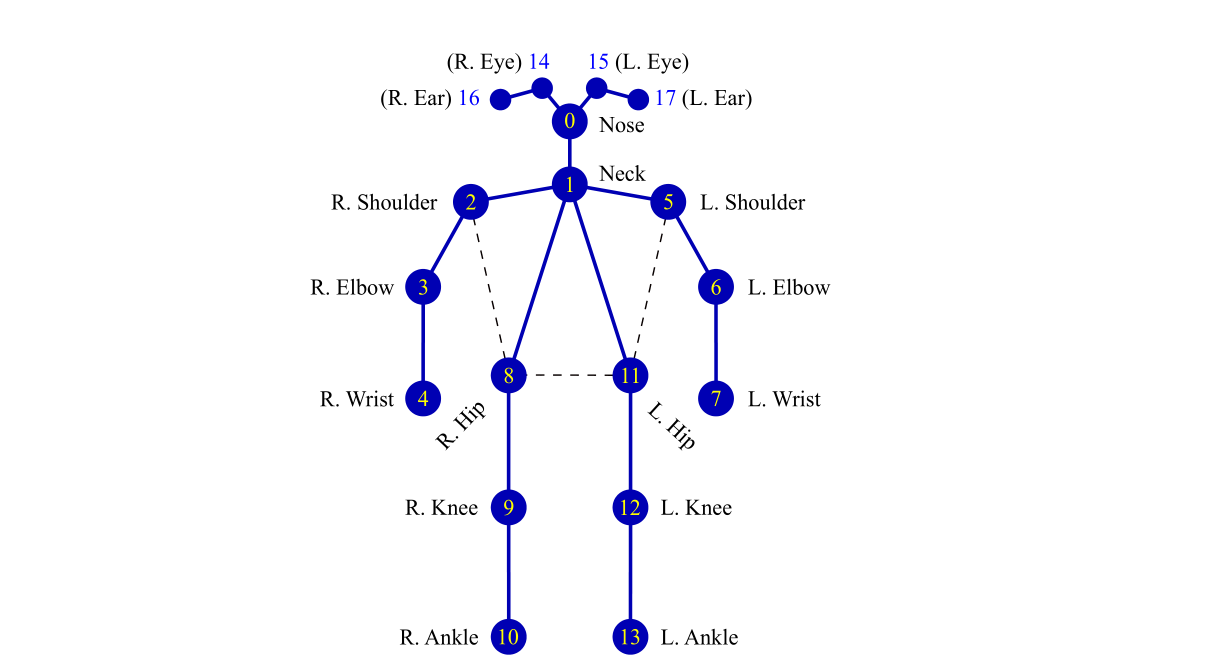 (R. Eye) 14 15 (L. Eye)
(R. Ear) 16 17 (L. Ear)
0 Nose
1 Neck
R. Shoulder 2 5 L. Shoulder
R. Elbow 3 6 L. Elbow
8 11
R. Wrist 4 7 L. Wrist
R. Hip L. Hip
R. Knee 9 12 L. Knee
R. Ankle 10 13 L. Ankle